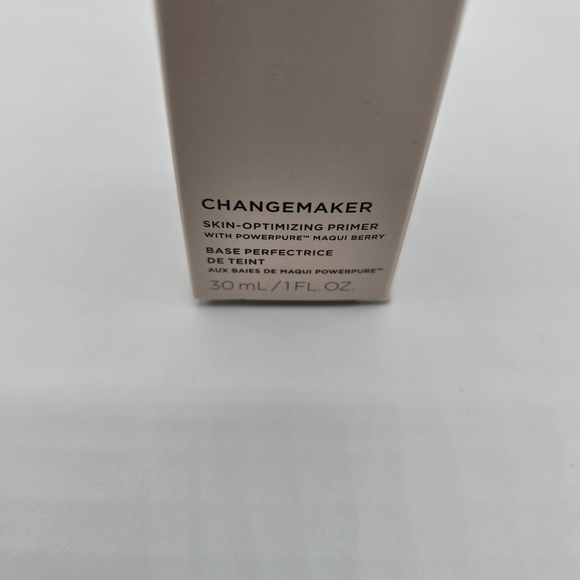 CHANGEMAKER
SKIN-OPTIMIZING PRIMER
WITH POWERPURE™ MAQUI BERRY
BASE PERFECTRICE
DE TEINT
AUX BAIES DE MAQUI POWERPURE™
30 mL/1 FL.OZ.